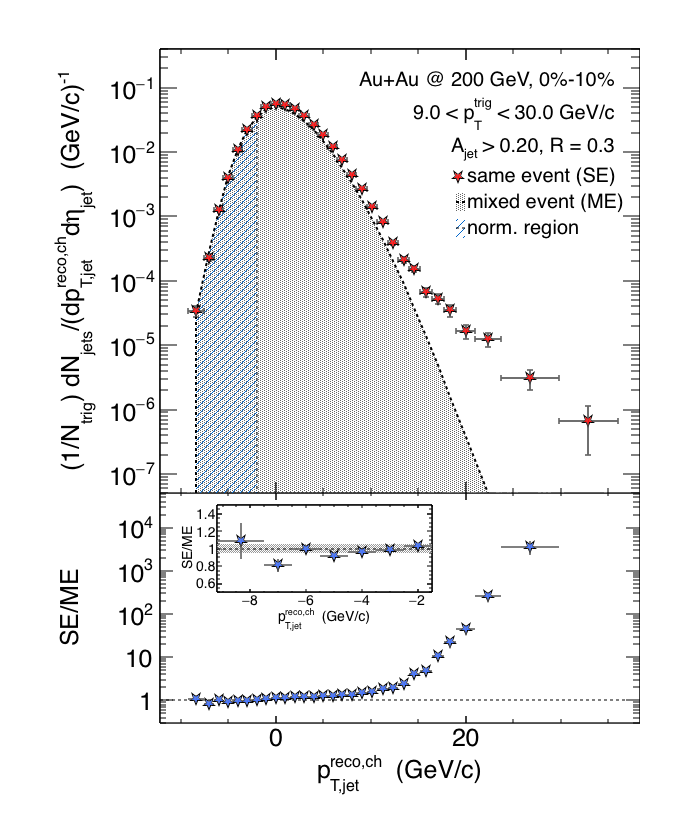 Au+Au @ 200 GeV, 0%-10%
9.0 < p_T^trig < 30.0 GeV/c
A_jet > 0.20, R = 0.3
same event (SE)
mixed event (ME)
norm. region
(1/N_trig) dN_jets/(dp_T,jet^reco,ch dη_jet) (GeV/c)^-1
10^-1
10^-2
10^-3
10^-4
10^-5
10^-6
10^-7
SE/ME
10^4
10^3
10^2
10
1
SE/ME
1.4
1.2
1
0.8
0.6
−8 −6 −4 −2
p_T,jet^reco,ch (GeV/c)
0 20
p_T,jet^reco,ch (GeV/c)